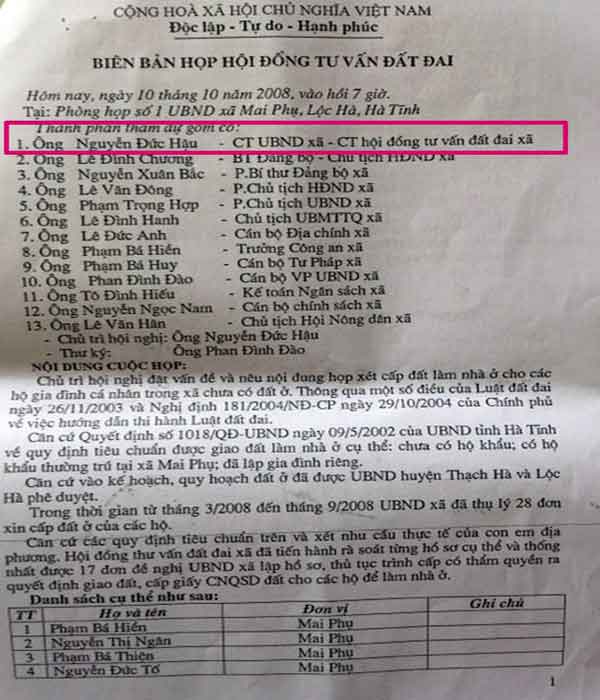 CỘNG HOÀ XÃ HỘI CHỦ NGHĨA VIỆT NAM
Độc lập - Tự do - Hạnh phúc
BIÊN BẢN HỌP HỘI ĐỒNG TƯ VẤN ĐẤT ĐAI
Hôm nay, ngày 10 tháng 10 năm 2008, vào hồi 7 giờ.
Tại: Phòng họp số 1 UBND xã Mai Phụ, Lộc Hà, Hà Tĩnh
Thành phần tham dự gồm có:
1. Ông Nguyễn Đức Hậu - CT UBND xã - CT hội đồng tư vấn đất đai xã
2. Ông Lê Đình Chương - BT Đảng bộ - Chủ tịch HĐND xã
3. Ông Nguyễn Xuân Bắc - P.Bí thư Đảng bộ xã
4. Ông Lê Văn Đông - P.Chủ tịch HĐND xã
5. Ông Phạm Trọng Hợp - P.Chủ tịch UBND xã
6. Ông Lê Đình Hanh - Chủ tịch UBMTTQ xã
7. Ông Lê Đức Anh - Cán bộ Địa chính xã
8. Ông Phạm Bá Hiền - Trưởng Công an xã
9. Ông Phạm Bá Huy - Cán bộ Tư Pháp xã
10. Ông Phan Đình Đào - Cán bộ VP UBND xã
11. Ông Tô Đình Hiếu - Kế toán Ngân sách xã
12. Ông Nguyễn Ngọc Nam - Cán bộ chính sách xã
13. Ông Lê Văn Hân - Chủ tịch Hội Nông dân xã
- Chủ trì hội nghị: Ông Nguyễn Đức Hậu
- Thư ký: Ông Phan Đình Đào
NỘI DUNG CUỘC HỌP:
Chủ trì hội nghị đặt vấn đề và nêu nội dung họp xét cấp đất làm nhà ở cho các
hộ gia đình cá nhân trong xã chưa có đất ở. Thông qua một số điều của Luật đất đai
ngày 26/11/2003 và Nghị định 181/2004/NĐ-CP ngày 29/10/2004 của Chính phủ
về việc hướng dẫn thi hành Luật đất đai.
Căn cứ Quyết định số 1018/QĐ-UBND ngày 09/5/2002 của UBND tỉnh Hà Tĩnh
về quy định tiêu chuẩn được giao đất làm nhà ở cụ thể: chưa có hộ khẩu; có hộ
khẩu thường trú tại xã Mai Phụ; đã lập gia đình riêng.
Căn cứ vào kế hoạch, quy hoạch đất ở đã được UBND huyện Thạch Hà và Lộc
Hà phê duyệt.
Trong thời gian từ tháng 3/2008 đến tháng 9/2008 UBND xã đã thụ lý 28 đơn
xin cấp đất ở của các hộ.
Căn cứ các quy định tiêu chuẩn trên và xét nhu cầu thực tế của con em địa
phương. Hội đồng thư vấn đất đai xã đã tiến hành rà soát từng hồ sơ cụ thể và thống
nhất được 17 đơn đề nghị UBND xã lập hồ sơ, thủ tục trình cấp có thẩm quyền ra
quyết định giao đất, cấp giấy CNQSD đất cho các hộ để làm nhà ở.
Danh sách cụ thể như sau:
TT Họ và tên Đơn vị Ghi chú
1 Phạm Bá Hiền Mai Phụ
2 Nguyễn Thị Ngân Mai Phụ
3 Phạm Bá Thiện Mai Phụ
4 Nguyễn Đức Tố Mai Phụ
1